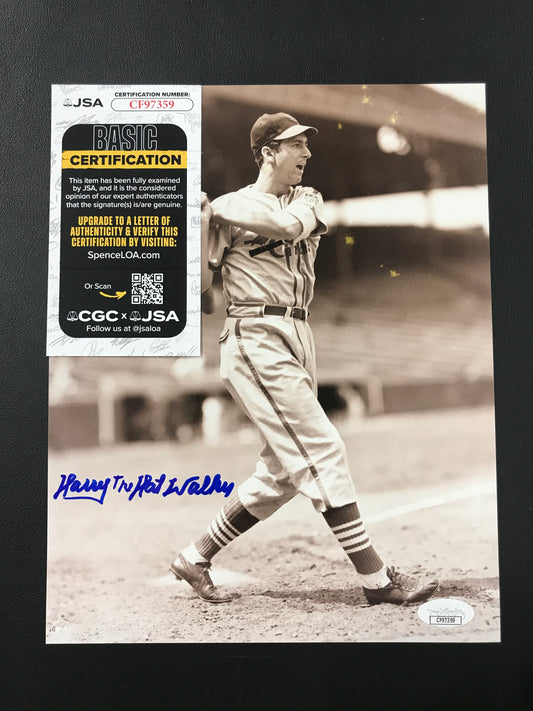 CERTIFICATION NUMBER:
JSA CF97359
BASIC
CERTIFICATION
This item has been fully examined
by JSA, and it is the considered
opinion of our expert authenticators
that the signature(s) is/are genuine.
UPGRADE TO A LETTER OF
AUTHENTICITY & VERIFY THIS
CERTIFICATION BY VISITING:
SpenceLOA.com
Or Scan
CGC x JSA
Follow us at @jsaloa
Harry "The Hat" Walker
CF97359